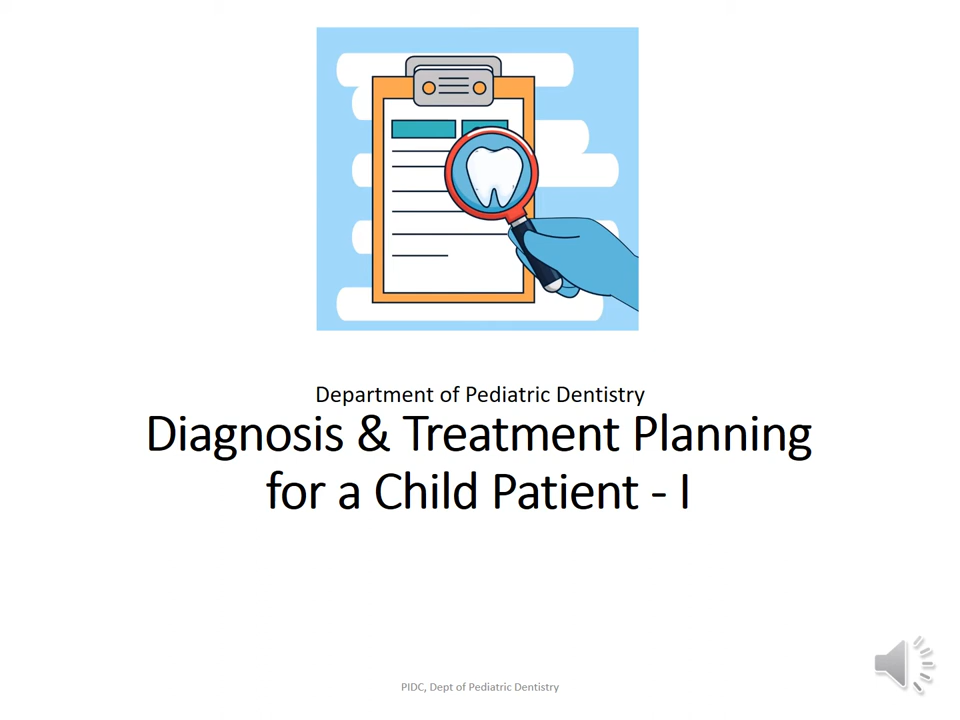 Department of Pediatric Dentistry
Diagnosis & Treatment Planning
for a Child Patient - I
PIDC, Dept of Pediatric Dentistry